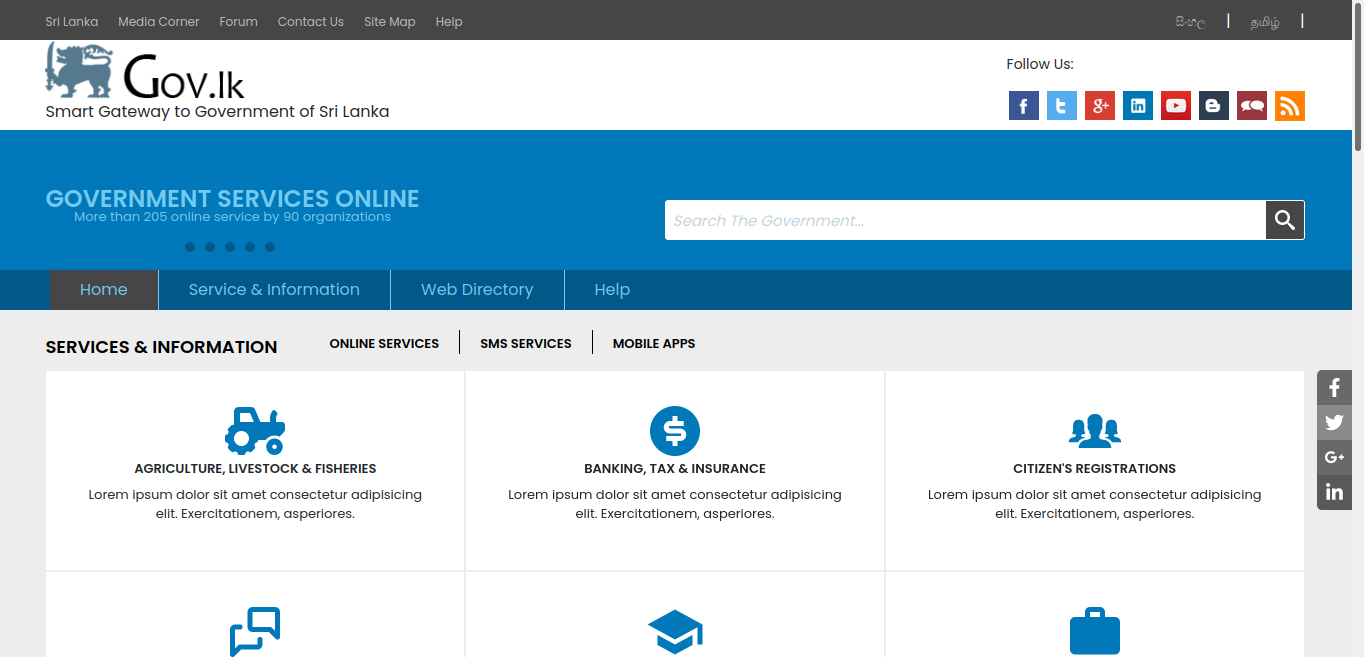 Sri Lanka Media Corner Forum Contact Us Site Map Help සිංහල | தமிழ் |
Gov.lk
Smart Gateway to Government of Sri Lanka
Follow Us:
GOVERNMENT SERVICES ONLINE
More than 205 online service by 90 organizations
Search The Government...
Home Service & Information Web Directory Help
SERVICES & INFORMATION ONLINE SERVICES SMS SERVICES MOBILE APPS
AGRICULTURE, LIVESTOCK & FISHERIES
Lorem ipsum dolor sit amet consectetur adipisicing
elit. Exercitationem, asperiores.
BANKING, TAX & INSURANCE
Lorem ipsum dolor sit amet consectetur adipisicing
elit. Exercitationem, asperiores.
CITIZEN'S REGISTRATIONS
Lorem ipsum dolor sit amet consectetur adipisicing
elit. Exercitationem, asperiores.